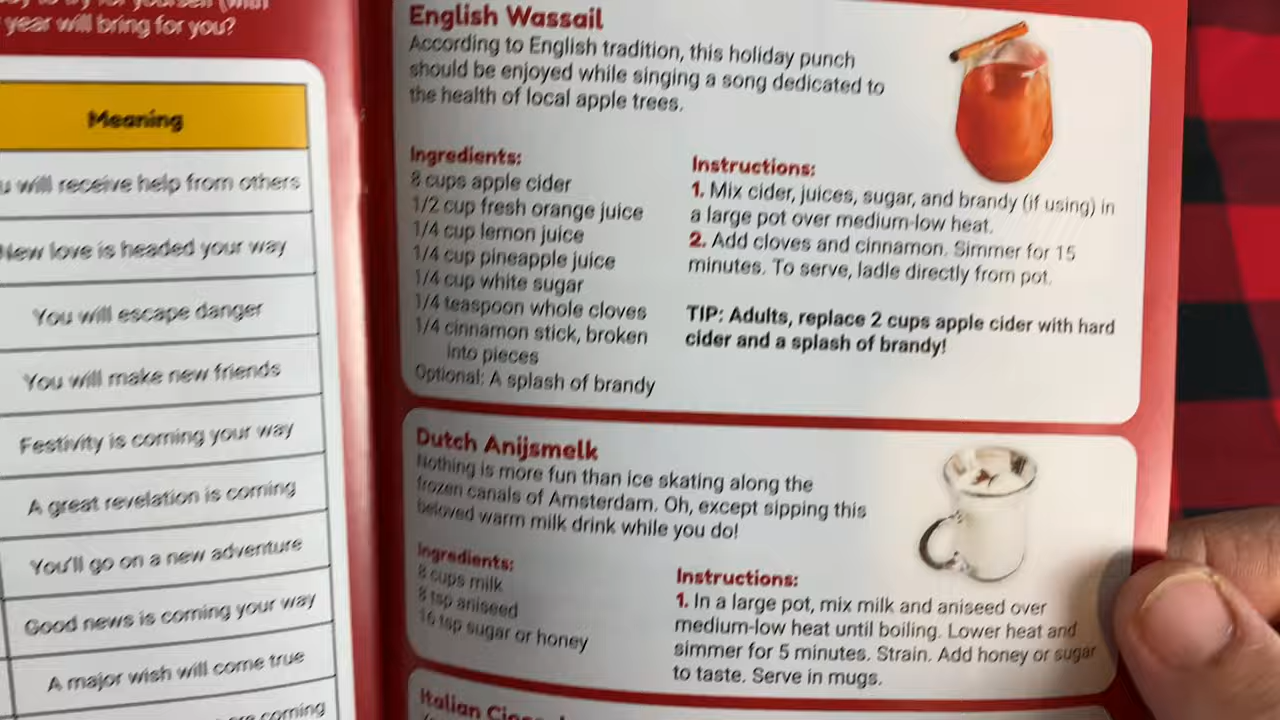 year will bring for you?
Meaning
will receive help from others
New love is headed your way
You will escape danger
You will make new friends
Festivity is coming your way
A great revelation is coming
You'll go on a new adventure
Good news is coming your way
A major wish will come true
coming
English Wassail
According to English tradition, this holiday punch
should be enjoyed while singing a song dedicated to
the health of local apple trees.
Ingredients:
8 cups apple cider
1/2 cup fresh orange juice
1/4 cup lemon juice
1/4 cup pineapple juice
1/4 cup white sugar
1/4 teaspoon whole cloves
1/4 cinnamon stick, broken
into pieces
Optional: A splash of brandy
Instructions:
1. Mix cider, juices, sugar, and brandy (if using) in
a large pot over medium-low heat.
2. Add cloves and cinnamon. Simmer for 15
minutes. To serve, ladle directly from pot.
TIP: Adults, replace 2 cups apple cider with hard
cider and a splash of brandy!
Dutch Anijsmelk
Nothing is more fun than ice skating along the
frozen canals of Amsterdam. Oh, except sipping this
beloved warm milk drink while you do!
Ingredients:
8 cups milk
8 tsp aniseed
16 tsp sugar or honey
Instructions:
1. In a large pot, mix milk and aniseed over
medium-low heat until boiling. Lower heat and
simmer for 5 minutes. Strain. Add honey or sugar
to taste. Serve in mugs.
Italian